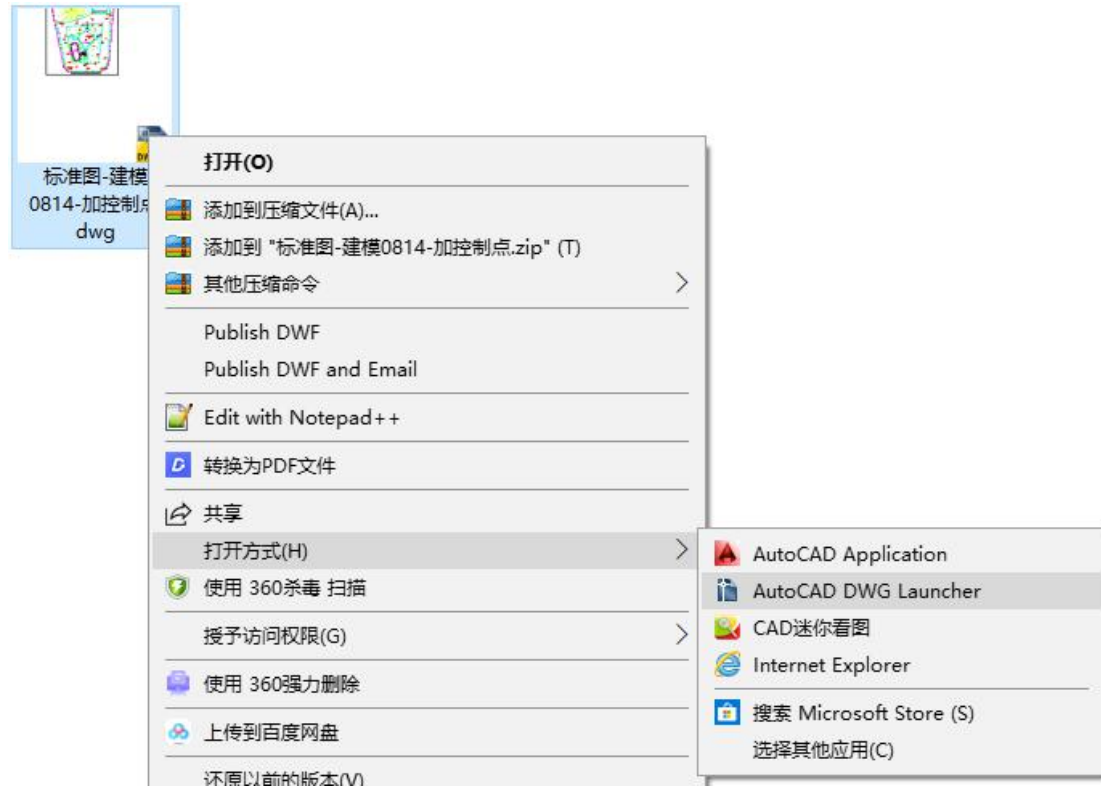 标准图-建模
0814-加控制
dwg
打开(O)
添加到压缩文件(A)...
添加到 "标准图-建模0814-加控制点.zip" (T)
其他压缩命令
Publish DWF
Publish DWF and Email
Edit with Notepad++
转换为PDF文件
共享
打开方式(H)
使用 360杀毒 扫描
授予访问权限(G)
使用 360强力删除
上传到百度网盘
还原以前的版本(V)
AutoCAD Application
AutoCAD DWG Launcher
CAD迷你看图
Internet Explorer
搜索 Microsoft Store (S)
选择其他应用(C)